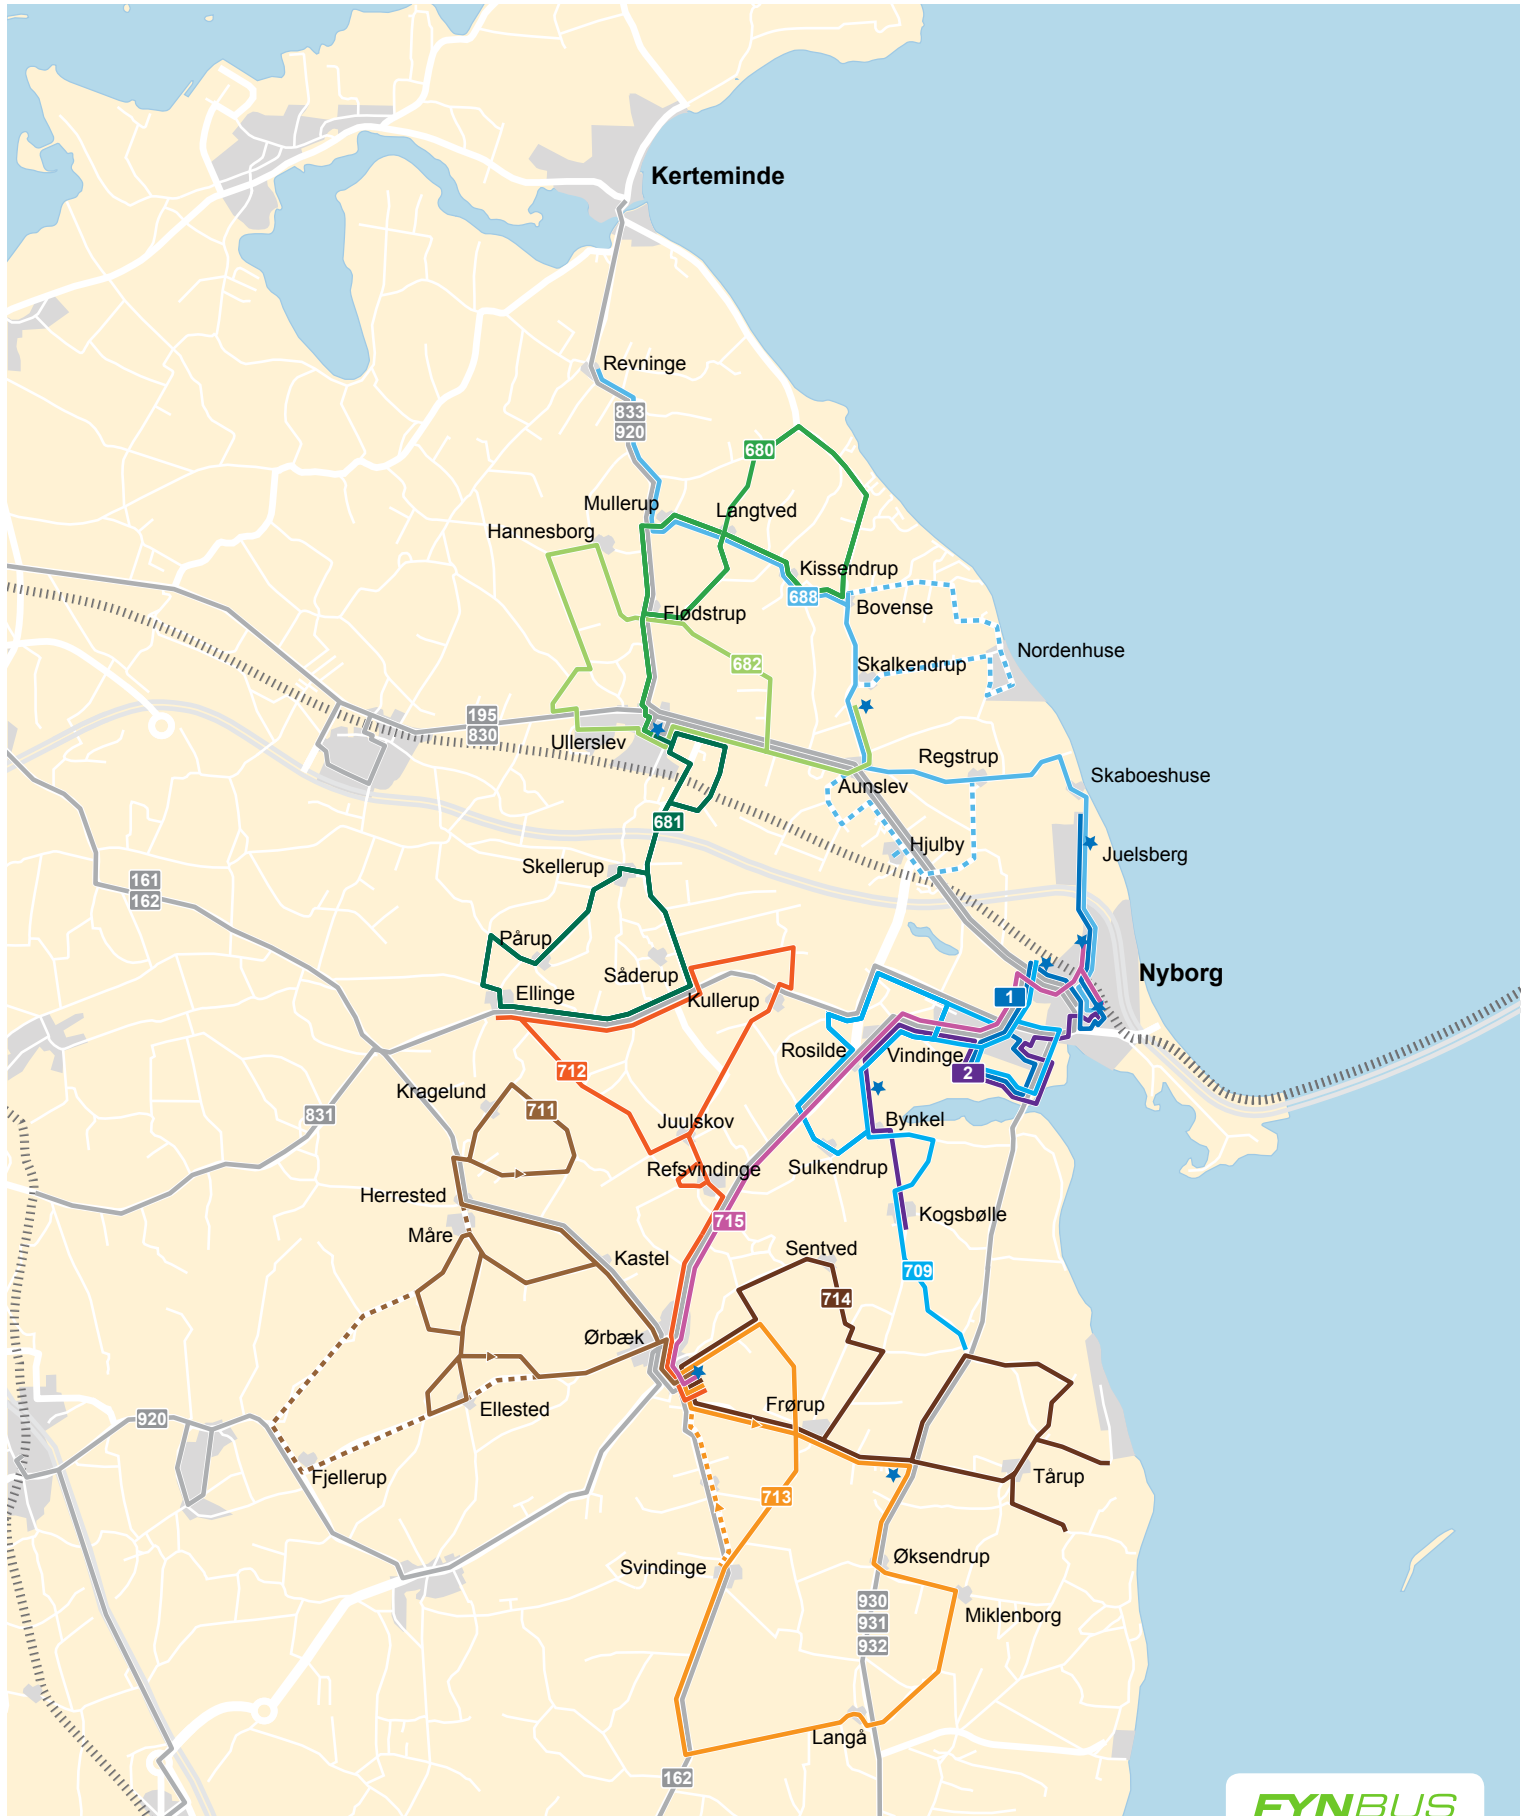 Kerteminde
Revninge
833
920
680
Mullerup
Langtved
Hannesborg
Kissendrup
688
Bovense
Flødstrup
Nordenhuse
682
Skalkendrup
195
830
Ullerslev
Regstrup
Skaboeshuse
Aunslev
681
Hjulby
Juelsberg
Skellerup
161
162
Pårup
Såderup
Nyborg
Ellinge
Kullerup
1
Rosilde
Vindinge
2
712
Kragelund
711
831
Juulskov
Bynkel
Refsvindinge
Sulkendrup
Herrested
Måre
715
Kogsbølle
Sentved
Kastel
709
714
Ørbæk
Ellested
Frørup
920
Fjellerup
Tårup
713
Svindinge
Øksendrup
930
931
932
Miklenborg
Langå
162
FYNBUS